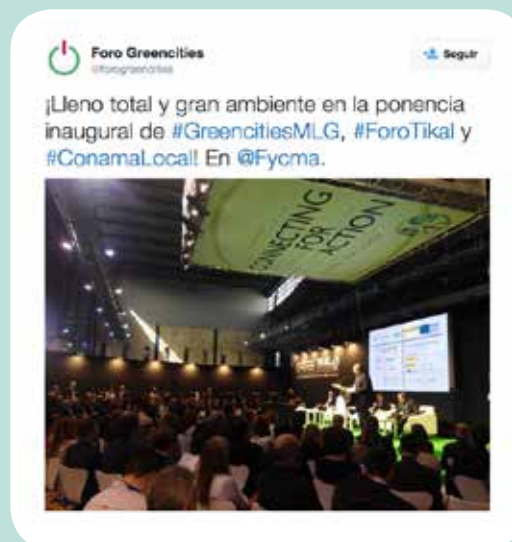 Foro Greencities
@forogreencities
Seguir
¡Lleno total y gran ambiente en la ponencia
inaugural de #GreencitiesMLG, #ForoTikal y
#ConamaLocal! En @Fycma.
CONNECTING
FOR
ACTION